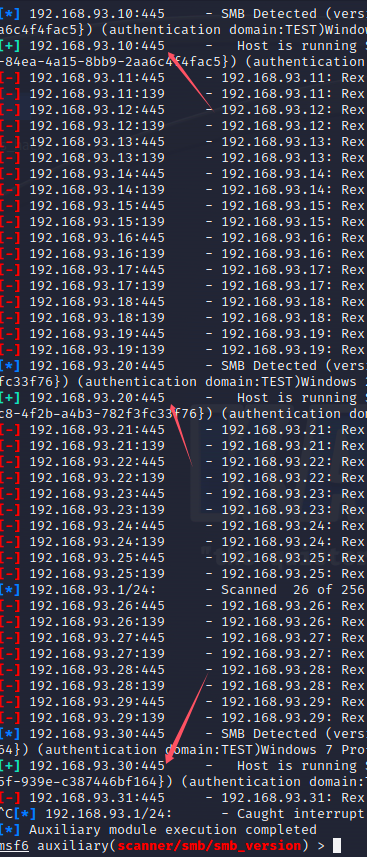 [*] 192.168.93.10:445 - SMB Detected (vers
a6c4f4fac5}) (authentication domain:TEST)Windo
[+] 192.168.93.10:445 - Host is running S
-84ea-4a15-8bb9-2aa6c4f4fac5}) (authentication
[-] 192.168.93.11:445 - 192.168.93.11: Rex
[-] 192.168.93.11:139 - 192.168.93.11: Rex
[-] 192.168.93.12:445 - 192.168.93.12: Rex
[-] 192.168.93.12:139 - 192.168.93.12: Rex
[-] 192.168.93.13:445 - 192.168.93.13: Rex
[-] 192.168.93.13:139 - 192.168.93.13: Rex
[-] 192.168.93.14:445 - 192.168.93.14: Rex
[-] 192.168.93.14:139 - 192.168.93.14: Rex
[-] 192.168.93.15:445 - 192.168.93.15: Rex
[-] 192.168.93.15:139 - 192.168.93.15: Rex
[-] 192.168.93.16:445 - 192.168.93.16: Rex
[-] 192.168.93.16:139 - 192.168.93.16: Rex
[-] 192.168.93.17:445 - 192.168.93.17: Rex
[-] 192.168.93.17:139 - 192.168.93.17: Rex
[-] 192.168.93.18:445 - 192.168.93.18: Rex
[-] 192.168.93.18:139 - 192.168.93.18: Rex
[-] 192.168.93.19:445 - 192.168.93.19: Rex
[-] 192.168.93.19:139 - 192.168.93.19: Rex
[*] 192.168.93.20:445 - SMB Detected (vers
fc33f76}) (authentication domain:TEST)Windows
[+] 192.168.93.20:445 - Host is running S
c8-4f2b-a4b3-782f3fc33f76}) (authentication do
[-] 192.168.93.21:445 - 192.168.93.21: Rex
[-] 192.168.93.21:139 - 192.168.93.21: Rex
[-] 192.168.93.22:445 - 192.168.93.22: Rex
[-] 192.168.93.22:139 - 192.168.93.22: Rex
[-] 192.168.93.23:445 - 192.168.93.23: Rex
[-] 192.168.93.23:139 - 192.168.93.23: Rex
[-] 192.168.93.24:445 - 192.168.93.24: Rex
[-] 192.168.93.24:139 - 192.168.93.24: Rex
[-] 192.168.93.25:445 - 192.168.93.25: Rex
[-] 192.168.93.25:139 - 192.168.93.25: Rex
[*] 192.168.93.1/24: - Scanned 26 of 256
[-] 192.168.93.26:445 - 192.168.93.26: Rex
[-] 192.168.93.26:139 - 192.168.93.26: Rex
[-] 192.168.93.27:445 - 192.168.93.27: Rex
[-] 192.168.93.27:139 - 192.168.93.27: Rex
[-] 192.168.93.28:445 - 192.168.93.28: Rex
[-] 192.168.93.28:139 - 192.168.93.28: Rex
[-] 192.168.93.29:445 - 192.168.93.29: Rex
[-] 192.168.93.29:139 - 192.168.93.29: Rex
[*] 192.168.93.30:445 - SMB Detected (vers
64}) (authentication domain:TEST)Windows 7 Pro
[+] 192.168.93.30:445 - Host is running S
5f-939e-c387446bf164}) (authentication domain:
[-] 192.168.93.31:445 - 192.168.93.31: Rex
^C[*] 192.168.93.1/24: - Caught interrupt
[*] Auxiliary module execution completed
msf6 auxiliary(scanner/smb/smb_version) >